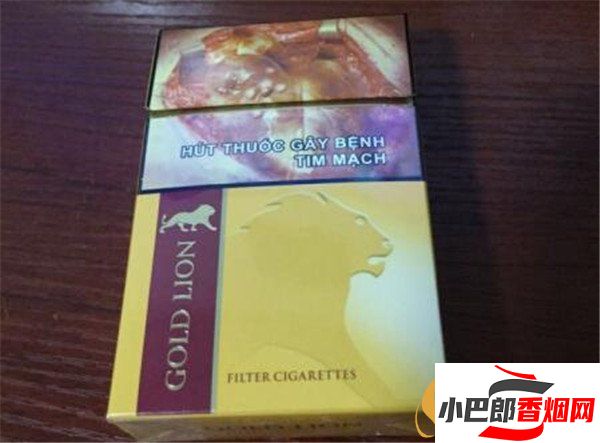 HÚT THUỐC GÂY BỆNH
TIM MẠCH
GOLD LION
FILTER CIGARETTES
小巴郎香烟网